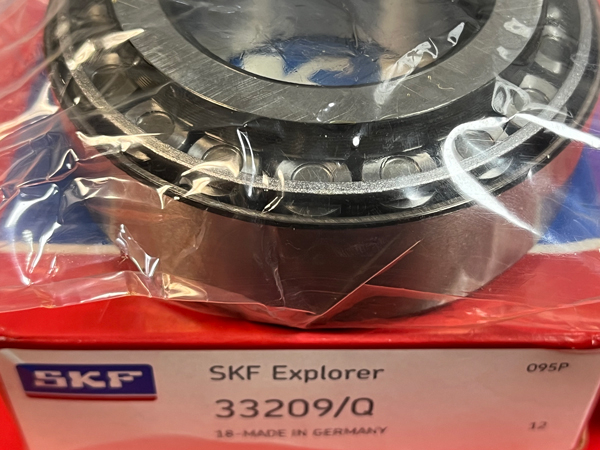 SKF
SKF Explorer
095P
33209/Q
18-MADE IN GERMANY
12